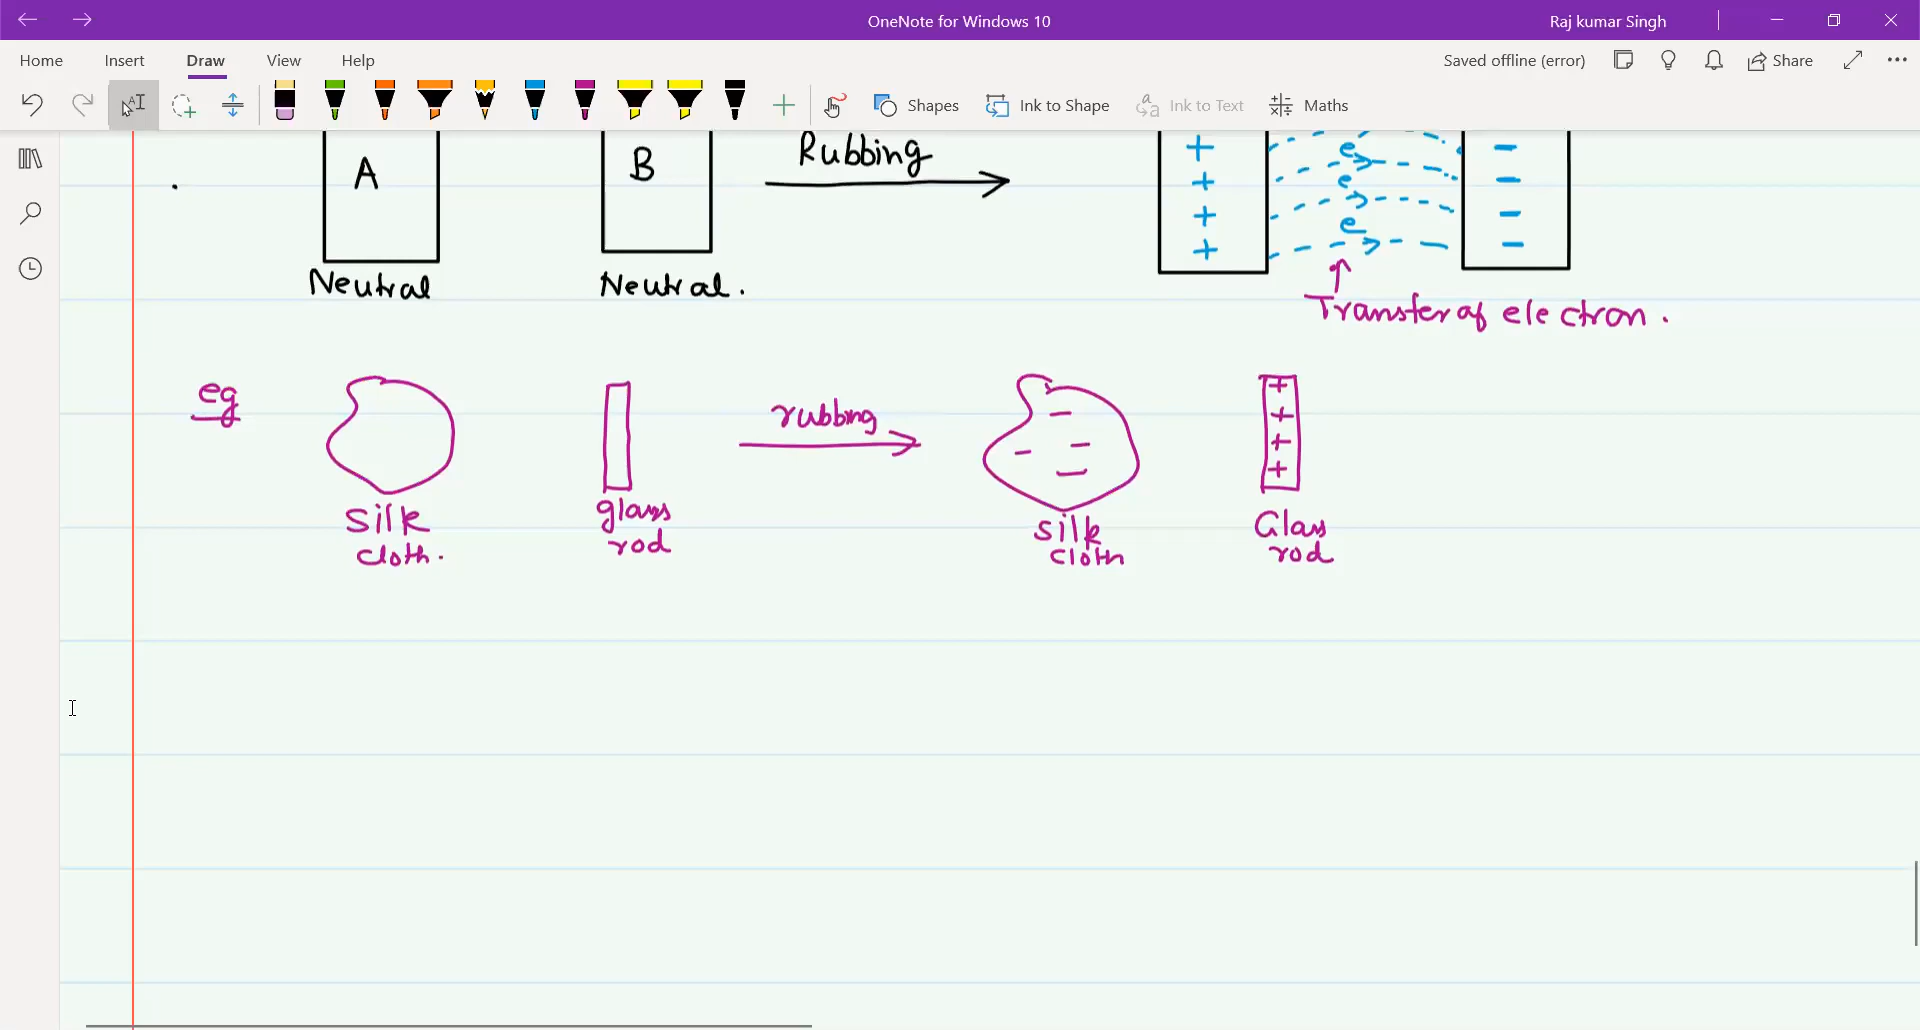 OneNote for Windows 10
Raj kumar Singh
Home Insert Draw View Help
Saved offline (error) Share
Shapes Ink to Shape Ink to Text Maths
A B Rubbing
+ e -
+ e -
+ e -
+ -
Neutral Neutral.
Transfer of electron.
eg rubbing
silk cloth.
glass rod
- - - -
silk cloth
+ + + +
Glass rod